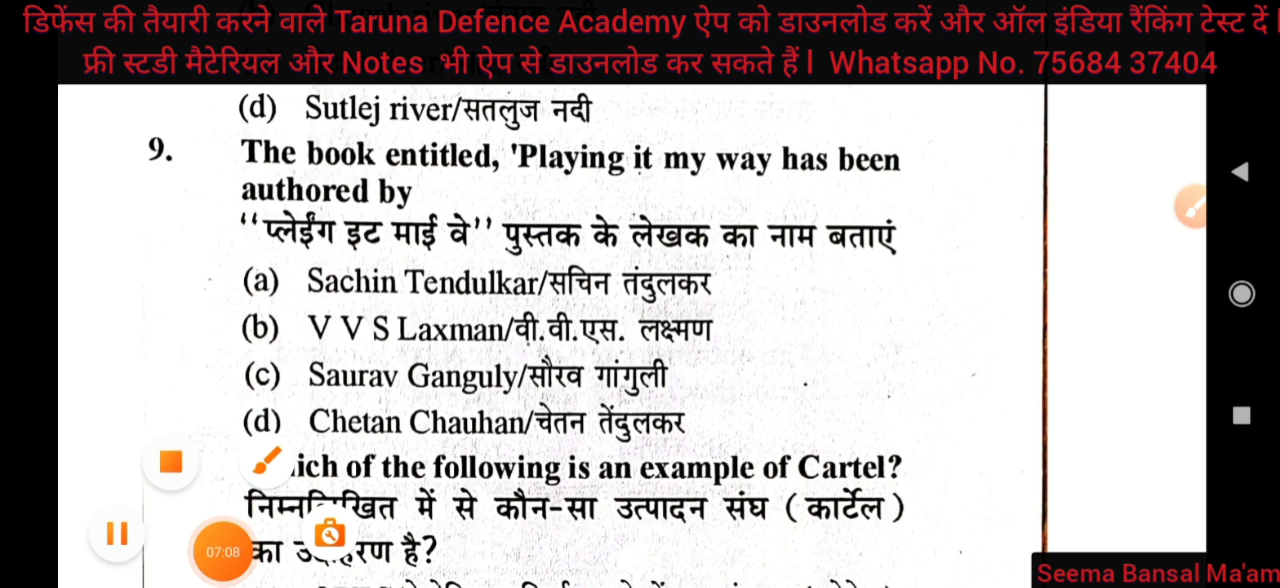 डिफेंस की तैयारी करने वाले Taruna Defence Academy ऐप को डाउनलोड करें और ऑल इंडिया रैंकिंग टेस्ट दें l
फ्री स्टडी मैटेरियल और Notes भी ऐप से डाउनलोड कर सकते हैं l Whatsapp No. 75684 37404
(d) Sutlej river/सतलुज नदी
9. The book entitled, 'Playing it my way has been
authored by
‘‘प्लेईंग इट माई वे’’ पुस्तक के लेखक का नाम बताएं
(a) Sachin Tendulkar/सचिन तंदुलकर
(b) V V S Laxman/वी.वी.एस. लक्ष्मण
(c) Saurav Ganguly/सौरव गांगुली
(d) Chetan Chauhan/चेतन तेंदुलकर
ich of the following is an example of Cartel?
में से कौन-सा उत्पादन संघ (कार्टेल)
07:08 का है?
Seema Bansal Ma'am